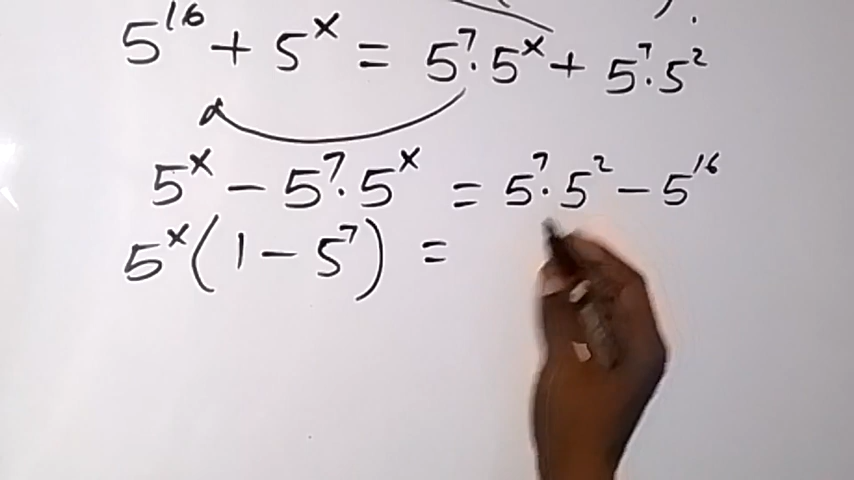 ) .
5^16 + 5^x = 5^7 · 5^x + 5^7 · 5^2
5^x − 5^7 · 5^x = 5^7 · 5^2 − 5^16
5^x (1 − 5^7) =